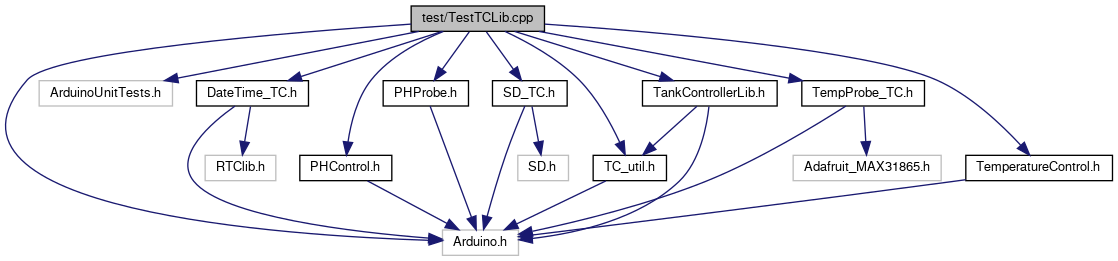 test/TestTCLib.cpp
ArduinoUnitTests.h
DateTime_TC.h
PHProbe.h
SD_TC.h
TankControllerLib.h
TempProbe_TC.h
RTClib.h
PHControl.h
SD.h
TC_util.h
Adafruit_MAX31865.h
TemperatureControl.h
Arduino.h